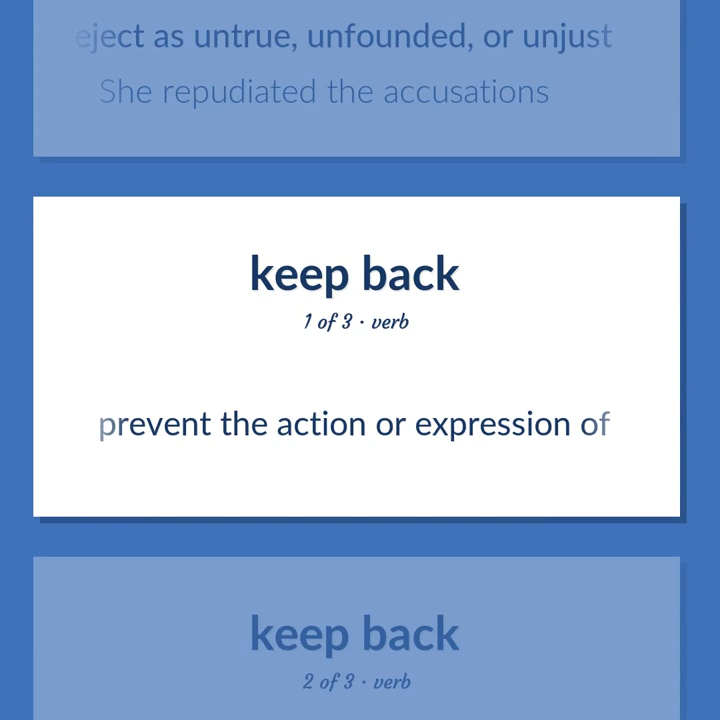 eject as untrue, unfounded, or unjust
She repudiated the accusations
keep back
1 of 3 · verb
prevent the action or expression of
keep back
2 of 3 · verb